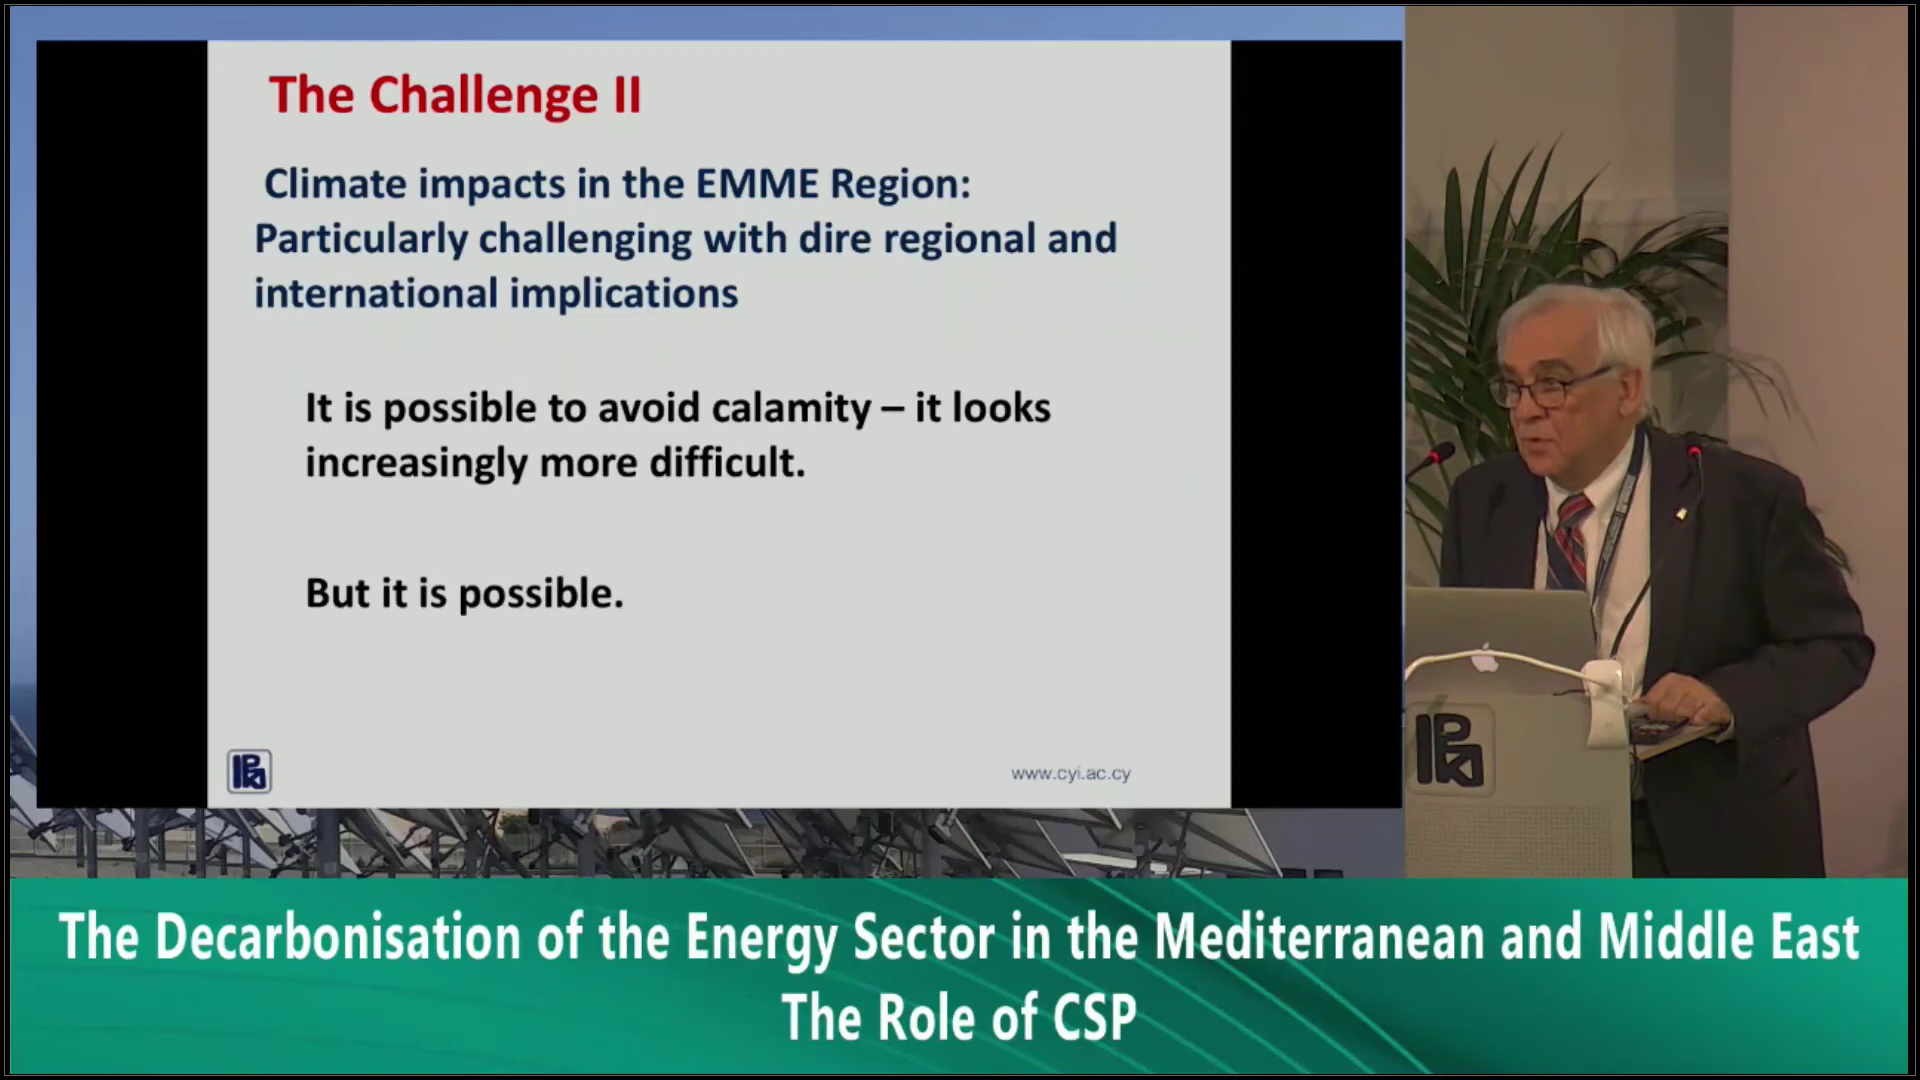 The Challenge II
Climate impacts in the EMME Region:
Particularly challenging with dire regional and
international implications
It is possible to avoid calamity – it looks
increasingly more difficult.
But it is possible.
www.cyi.ac.cy
The Decarbonisation of the Energy Sector in the Mediterranean and Middle East
The Role of CSP